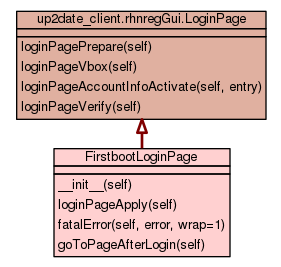 up2date_client.rhnregGui.LoginPage
loginPagePrepare(self)
loginPageVbox(self)
loginPageAccountInfoActivate(self, entry)
loginPageVerify(self)
FirstbootLoginPage
__init__(self)
loginPageApply(self)
fatalError(self, error, wrap=1)
goToPageAfterLogin(self)